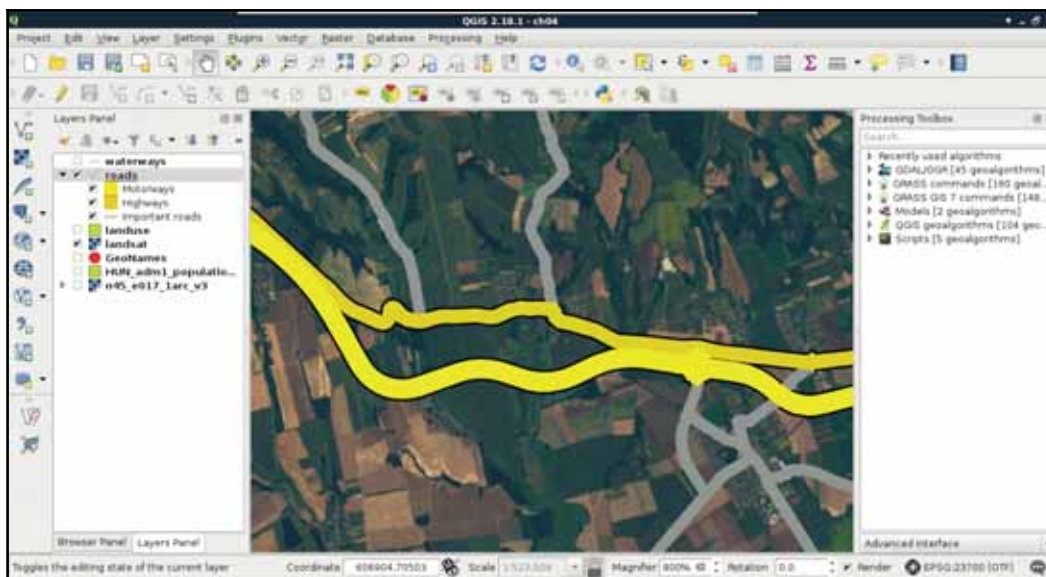 QGIS 2.18.1 - ch04
Project Edit View Layer Settings Plugins Vector Raster Database Processing Help
Layers Panel
waterways
roads
Motorways
Highways
Important roads
landuse
landsat
GeoNames
HUN_adm1_populatio...
n45_e017_1arc_v3
Browser Panel Layers Panel
Processing Toolbox
Search...
Recently used algorithms
GDAL/OGR [45 geoalgorithms]
GRASS commands [160 geoal...
GRASS GIS 7 commands [148...
Models [2 geoalgorithms]
QGIS geoalgorithms [104 geo...
Scripts [5 geoalgorithms]
Advanced interface
Toggles the editing state of the current layer Coordinate Scale Magnifier 800% Rotation 0.0 Render EPSG:23700 (OTF)